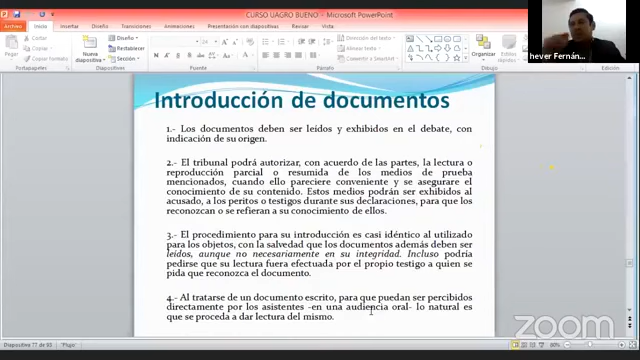 CURSO UAGRO BUENO - Microsoft PowerPoint
Archivo Inicio Insertar Diseño Transiciones Animaciones Presentación con diapositivas Revisar Vista
Pegar
Nueva diapositiva
Diseño
Restablecer
Sección
Dirección del texto
Organizar
Portapapeles
Diapositivas
Fuente
Párrafo
Dibujo
hever Fernán...
Introducción de documentos
1.- Los documentos deben ser leídos y exhibidos en el debate, con
indicación de su origen.
2.- El tribunal podrá autorizar, con acuerdo de las partes, la lectura o
reproducción parcial o resumida de los medios de prueba
mencionados, cuando ello pareciere conveniente y se asegurare el
conocimiento de su contenido. Estos medios podrán ser exhibidos al
acusado, a los peritos o testigos durante sus declaraciones, para que los
reconozcan o se refieran a su conocimiento de ellos.
3.- El procedimiento para su introducción es casi idéntico al utilizado
para los objetos, con la salvedad que los documentos además deben ser
leídos, aunque no necesariamente en su integridad. Incluso podría
pedirse que su lectura fuera efectuada por el propio testigo a quien se
pida que reconozca el documento.
4.- Al tratarse de un documento escrito, para que puedan ser percibidos
directamente por los asistentes -en una audiencia oral- lo natural es
que se proceda a dar lectura del mismo.
zoom
Diapositiva 77 de 93
"Flujo"